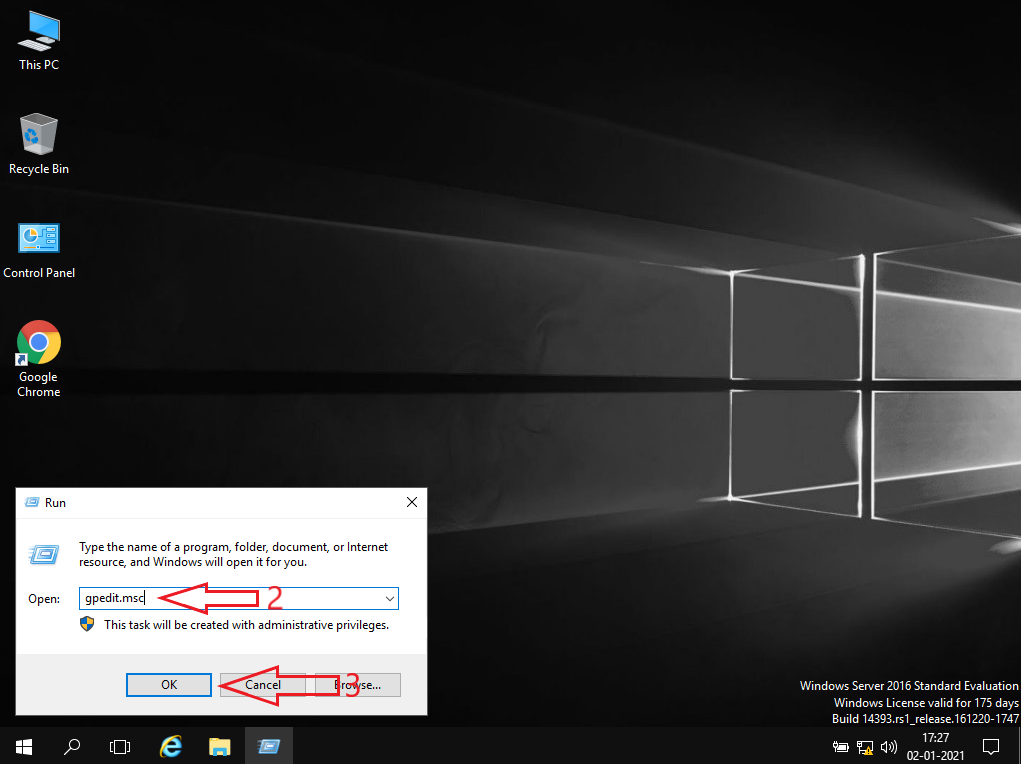 This PC
Recycle Bin
Control Panel
Google
Chrome
Run
Type the name of a program, folder, document, or Internet
resource, and Windows will open it for you.
Open:
gpedit.msc
2
This task will be created with administrative privileges.
OK
Cancel
Browse...
3
Windows Server 2016 Standard Evaluation
Windows License valid for 175 days
Build 14393.rs1_release.161220-1747
17:27
02-01-2021